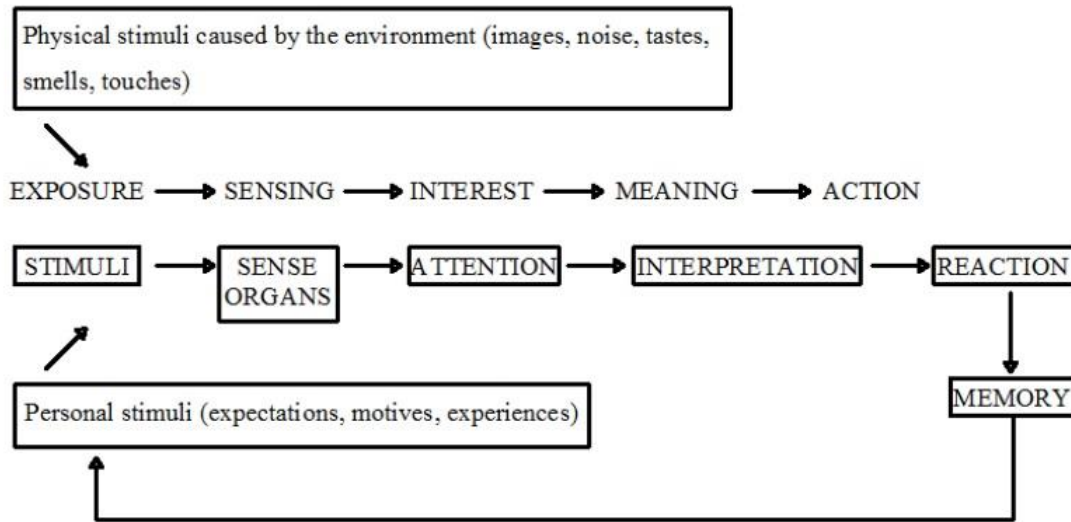 Physical stimuli caused by the environment (images, noise, tastes,
smells, touches)
EXPOSURE SENSING INTEREST MEANING ACTION
STIMULI SENSE ORGANS ATTENTION INTERPRETATION REACTION
Personal stimuli (expectations, motives, experiences)
MEMORY